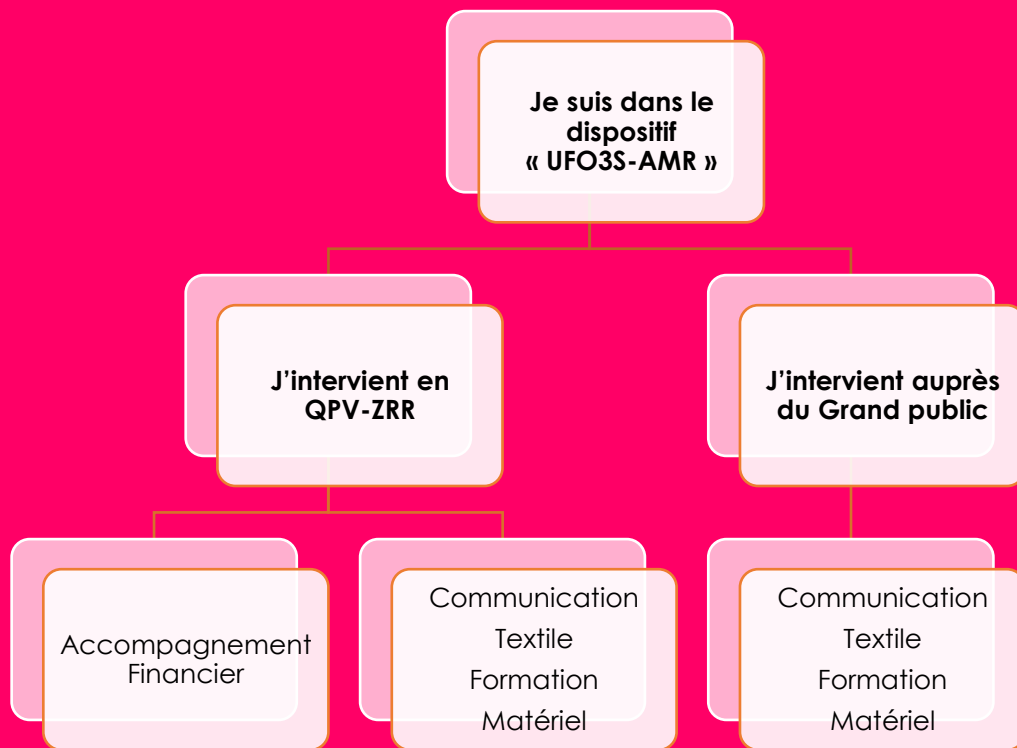 Je suis dans le
dispositif
« UFO3S-AMR »
J’intervient en
QPV-ZRR
J’intervient auprès
du Grand public
Accompagnement
Financier
Communication
Textile
Formation
Matériel
Communication
Textile
Formation
Matériel